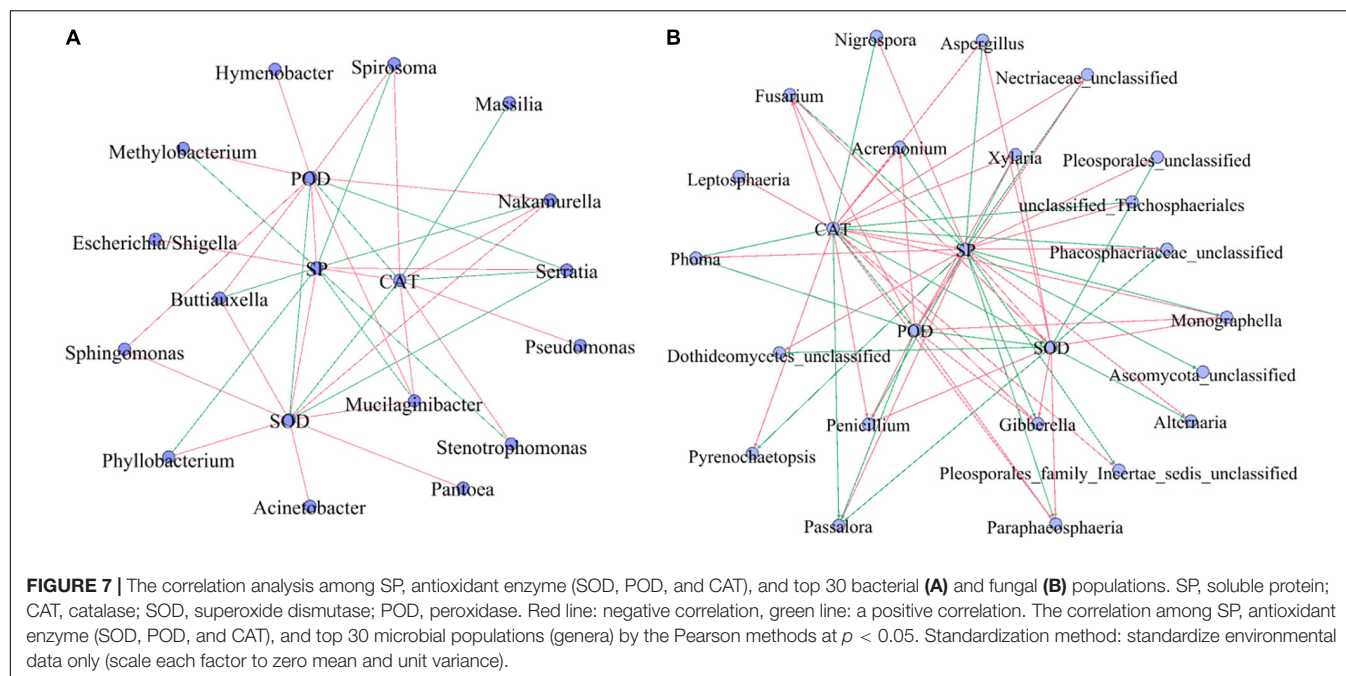 A
B
Hymenobacter
Spirosoma
Massilia
Methylobacterium
POD
Nakamurella
Escherichia/Shigella
SP
CAT
Serratia
Buttiauxella
Sphingomonas
Pseudomonas
Mucilaginibacter
SOD
Stenotrophomonas
Phyllobacterium
Pantoea
Acinetobacter
Nigrospora
Aspergillus
Nectriaceae_unclassified
Fusarium
Acremonium
Xylaria
Pleosporales_unclassified
Leptosphaeria
unclassified_Trichosphaeriales
CAT
SP
Phaeosphaeriaceae_unclassified
Phoma
Monographella
POD
SOD
Dothideomycetes_unclassified
Ascomycota_unclassified
Penicillium
Gibberella
Alternaria
Pyrenochaetopsis
Pleosporales_family_Incertae_sedis_unclassified
Passalora
Paraphaeosphaeria
FIGURE 7 | The correlation analysis among SP, antioxidant enzyme (SOD, POD, and CAT), and top 30 bacterial (A) and fungal (B) populations. SP, soluble protein;
CAT, catalase; SOD, superoxide dismutase; POD, peroxidase. Red line: negative correlation, green line: a positive correlation. The correlation among SP, antioxidant
enzyme (SOD, POD, and CAT), and top 30 microbial populations (genera) by the Pearson methods at p < 0.05. Standardization method: standardize environmental
data only (scale each factor to zero mean and unit variance).